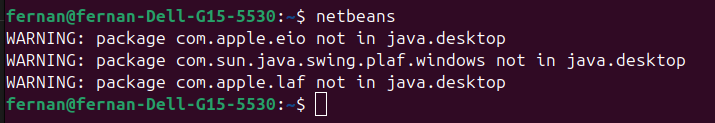 fernan@fernan-Dell-G15-5530:~$ netbeans
WARNING: package com.apple.eio not in java.desktop
WARNING: package com.sun.java.swing.plaf.windows not in java.desktop
WARNING: package com.apple.laf not in java.desktop
fernan@fernan-Dell-G15-5530:~$